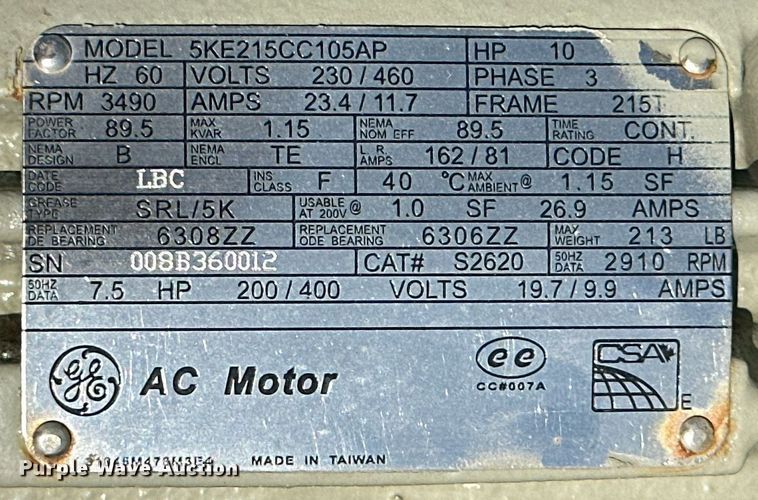 MODEL 5KE215CC105AP HP 10
HZ 60 VOLTS 230 / 460 PHASE 3
RPM 3490 AMPS 23.4 / 11.7 FRAME 215T
POWER FACTOR 89.5 MAX KVAR 1.15 NEMA NOM EFF 89.5 TIME RATING CONT.
NEMA DESIGN B NEMA ENCL TE L.R. AMPS 162 / 81 CODE H
DATE CODE LBC INS CLASS F 40 °C MAX AMBIENT @ 1.15 SF
GREASE TYPE SRL/5K USABLE AT 200V @ 1.0 SF 26.9 AMPS
REPLACEMENT DE BEARING 6308ZZ REPLACEMENT ODE BEARING 6306ZZ MAX WEIGHT 213 LB
SN 008B360012 CAT# S2620 50HZ DATA 2910 RPM
50HZ DATA 7.5 HP 200 / 400 VOLTS 19.7 / 9.9 AMPS
GE AC Motor ee CSA
CC#007A E
MADE IN TAIWAN
Purple Wave Auction